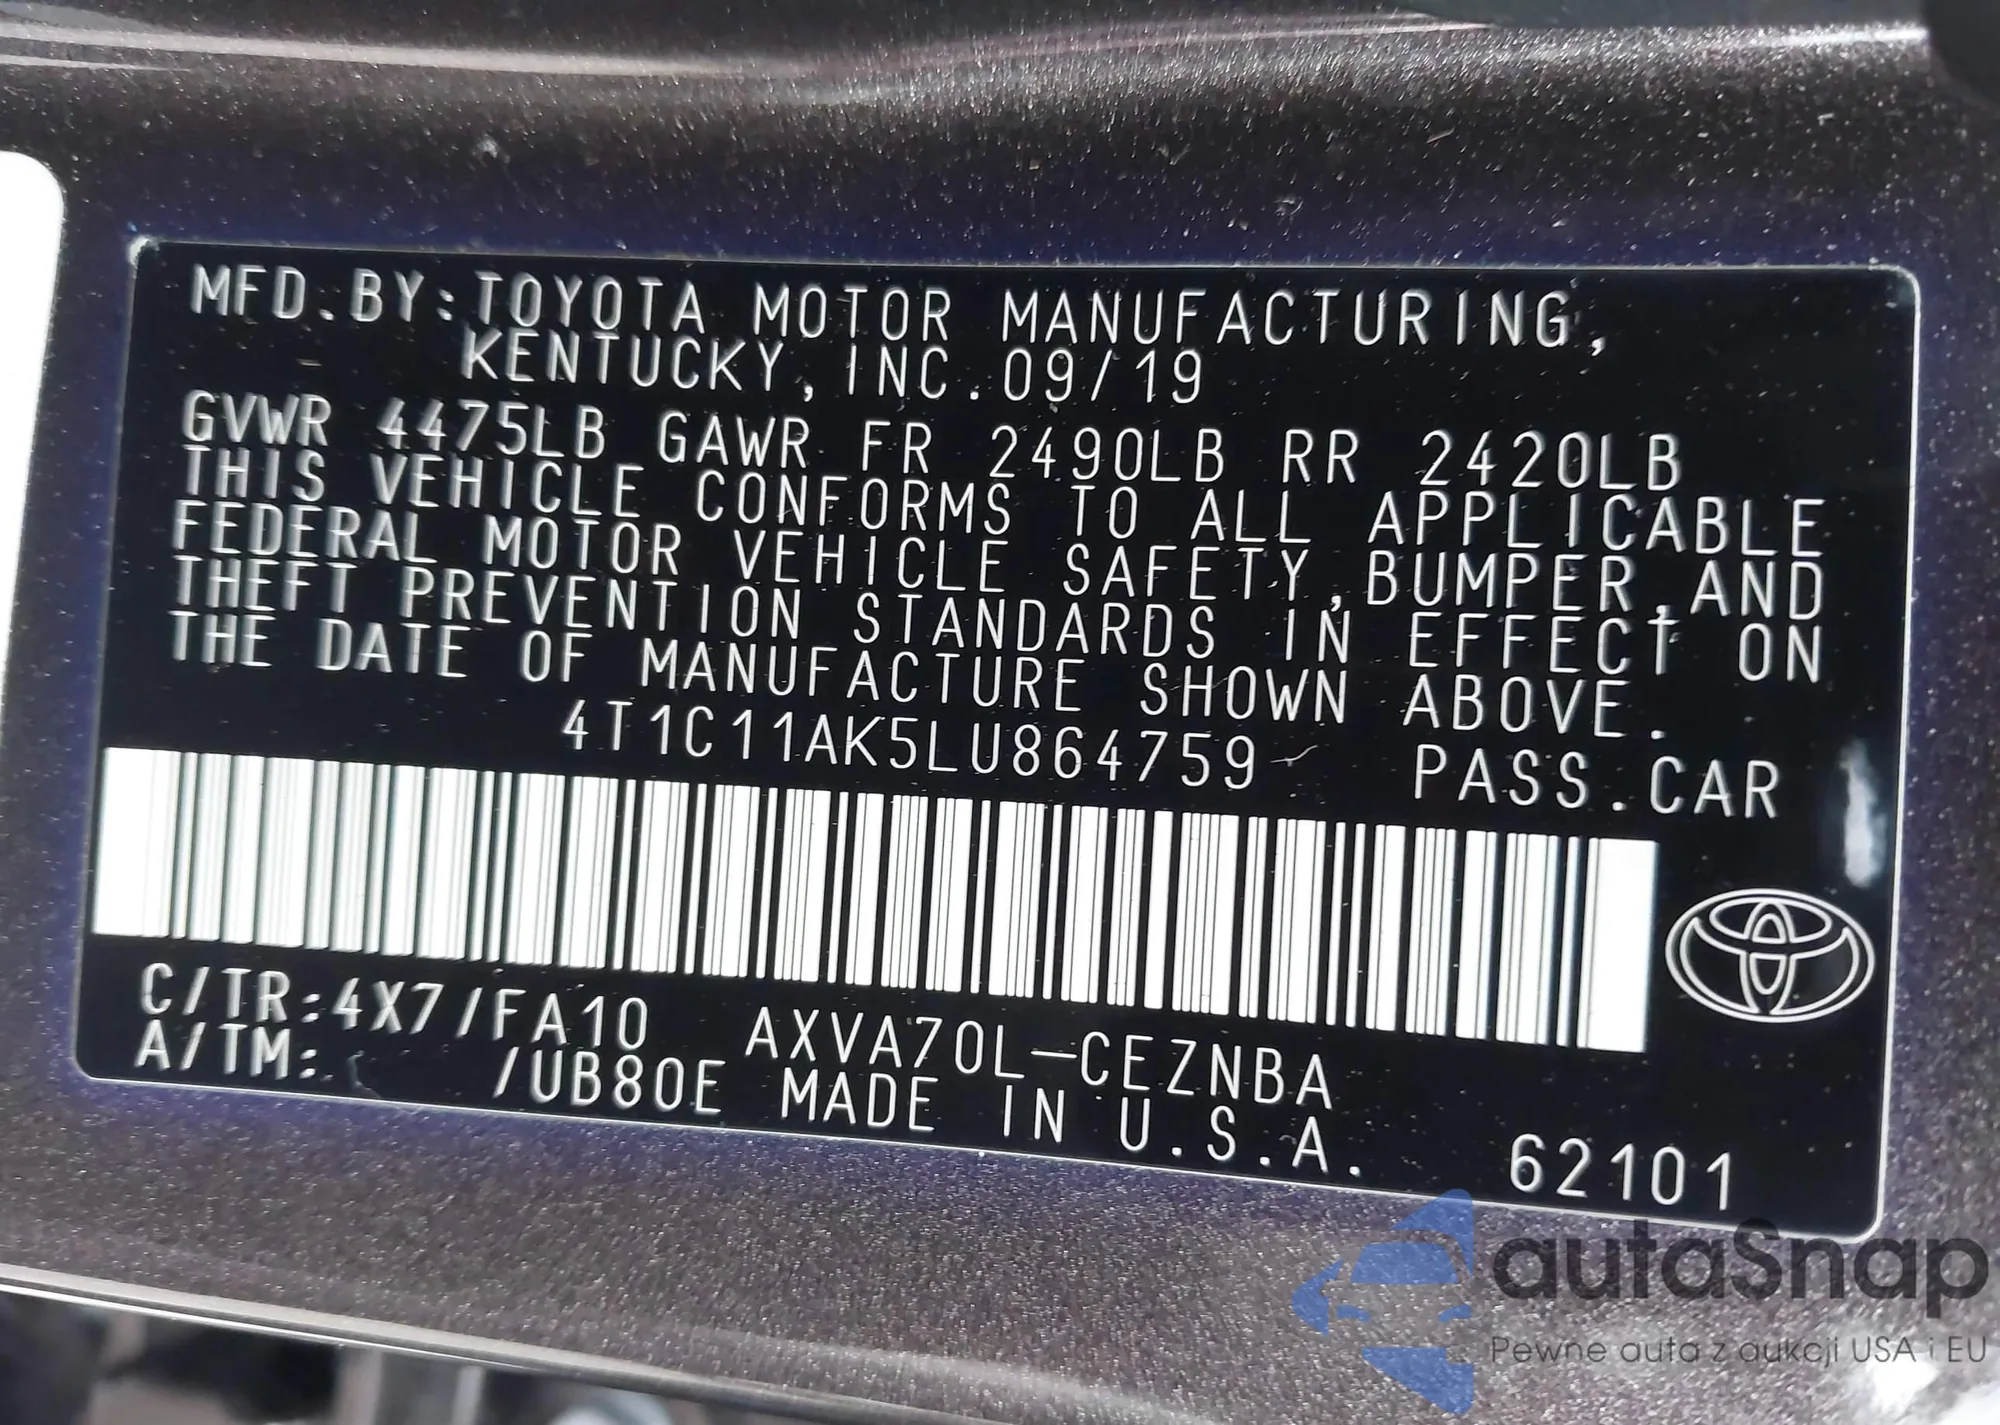 MFD.BY:TOYOTA MOTOR MANUFACTURING,
KENTUCKY, INC.09/19
GVWR 4475LB GAWR FR 2490LB RR 2420LB
THIS VEHICLE CONFORMS TO ALL APPLICABLE
FEDERAL MOTOR VEHICLE SAFETY,BUMPER,AND
THEFT PREVENTION STANDARDS IN EFFECT ON
THE DATE OF MANUFACTURE SHOWN ABOVE.
4T1C11AK5LU864759 PASS.CAR
C/TR:4X7/FA10 AXVA70L-CEZNBA
A/TM: /UB80E MADE IN U.S.A.
62101
autaSnap
Pewne auta z aukcji USA i EU